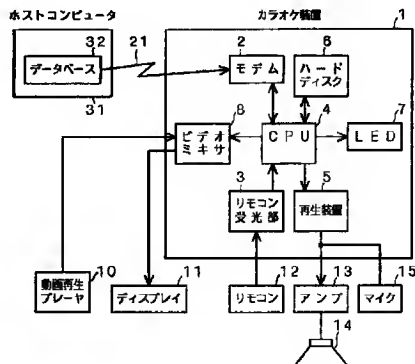 ホストコンピュータ
カラオケ装置
1
32
データベース
31
21
2
モデム
6
ハード
ディスク
8
ビデオ
ミキサ
4
CPU
7
LED
3
リモコン
受光部
5
再生装置
10
動画再生
プレーヤ
11
ディスプレイ
12
リモコン
13
アンプ
15
マイク
14